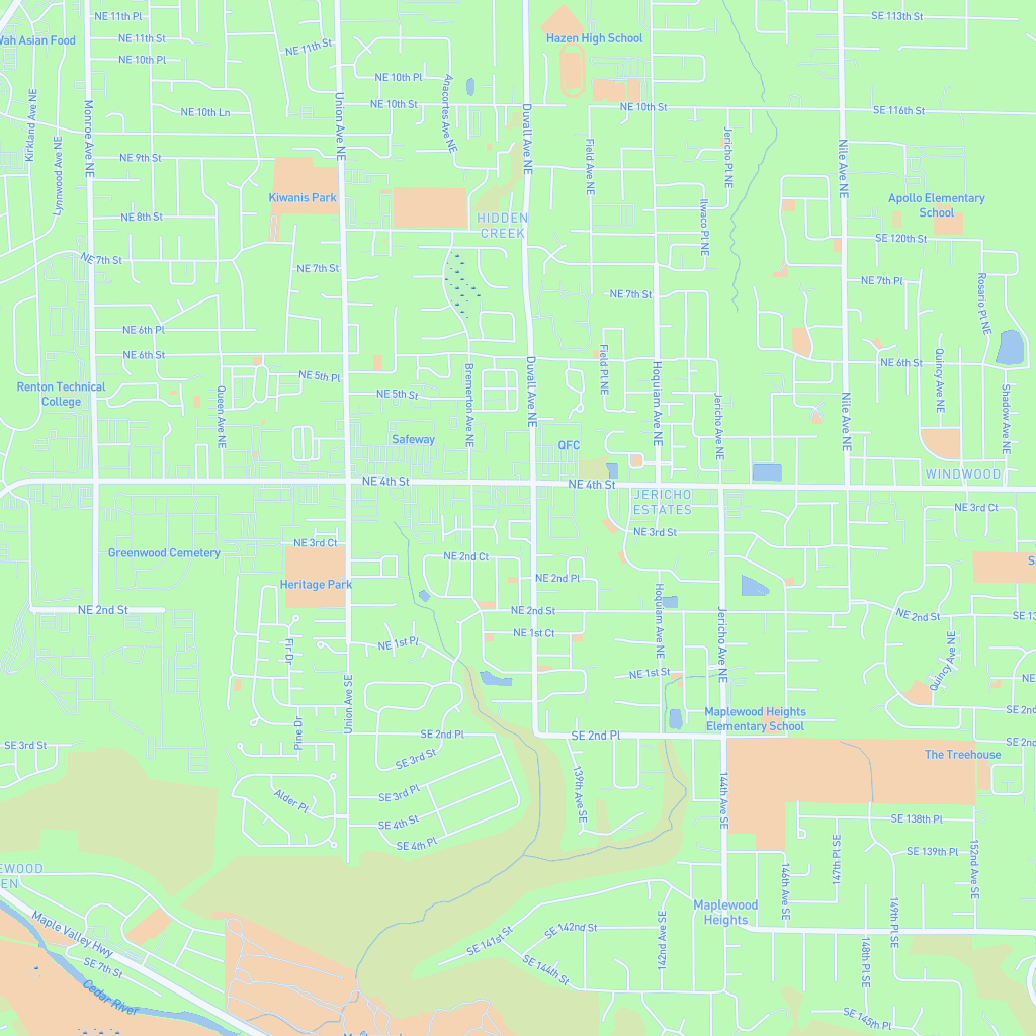 NE 11th Pl
SE 113th St
Wah Asian Food
NE 11th St
NE 11th St
Hazen High School
NE 10th Pl
NE 10th Pl
Anacortes Ave NE
Kirkland Ave NE
Monroe Ave NE
NE 10th Ln
Union Ave NE
NE 10th St
Duvall Ave NE
NE 10th St
SE 116th St
Lynnwood Ave NE
NE 9th St
Field Ave NE
Jericho Pl NE
Nile Ave NE
Kiwanis Park
Apollo Elementary
School
NE 8th St
HIDDEN
CREEK
Ilwaco Pl NE
SE 120th St
NE 7th St
NE 7th St
NE 7th St
NE 7th Pl
Rosario Pl NE
NE 6th Pl
NE 6th St
NE 6th St
Field Pl NE
Quincy Ave NE
Renton Technical
College
Queen Ave NE
NE 5th Pl
NE 5th St
Bremerton Ave NE
Duvall Ave NE
Hoquiam Ave NE
Jericho Ave NE
Nile Ave NE
Shadow Ave NE
Safeway
QFC
NE 4th St
NE 4th St
WINDWOOD
JERICHO
ESTATES
NE 3rd Ct
NE 3rd St
NE 3rd Ct
Greenwood Cemetery
NE 2nd Ct
Heritage Park
NE 2nd Pl
Hoquiam Ave NE
NE 2nd St
NE 2nd St
NE 2nd St
NE 1st Ct
Jericho Ave NE
Fir Dr
NE 1st Pl
NE 1st St
Quincy Ave NE
Union Ave SE
Pine Dr
Maplewood Heights
Elementary School
SE 2nd Pl
SE 2nd Pl
SE 3rd St
SE 3rd St
The Treehouse
139th Ave SE
144th Ave SE
Alder Pl
SE 3rd Pl
SE 4th St
SE 4th Pl
SE 138th Pl
147th Pl SE
SE 139th Pl
152nd Ave SE
146th Ave SE
Maplewood
Heights
149th Pl SE
Maple Valley Hwy
SE 141st St
SE 142nd St
142nd Ave SE
148th Pl SE
SE 7th St
SE 144th St
Cedar River
SE 145th Pl